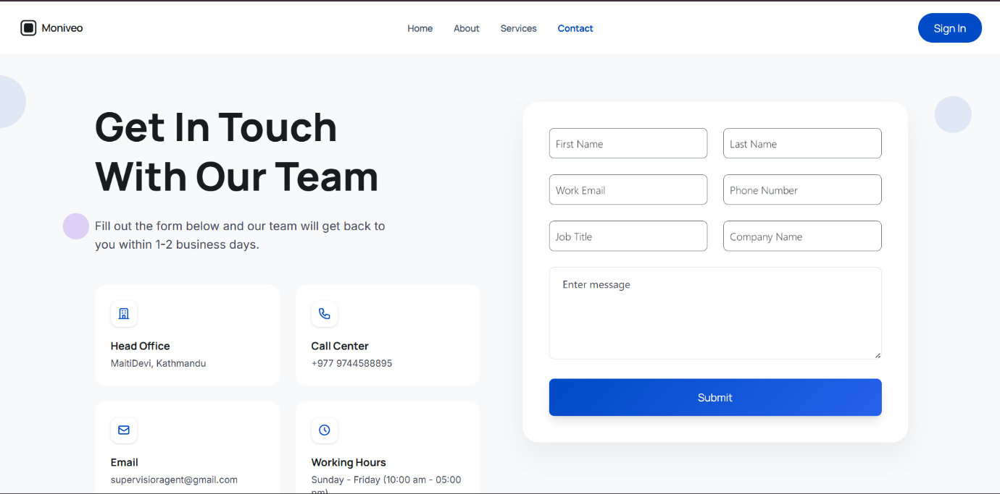 Moniveo
Home
About
Services
Contact
Sign In
Get In Touch
With Our Team
Fill out the form below and our team will get back to
you within 1-2 business days.
Head Office
MaitiDevi, Kathmandu
Call Center
+977 9744588895
Email
supervisioragent@gmail.com
Working Hours
Sunday - Friday (10:00 am - 05:00
pm)
First Name
Last Name
Work Email
Phone Number
Job Title
Company Name
Enter message
Submit